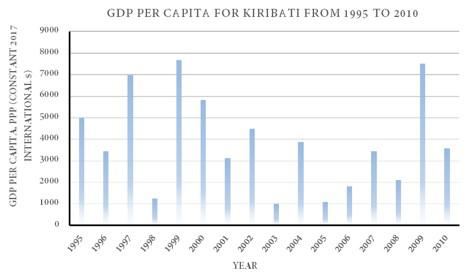 GDP PER CAPITA FOR KIRIBATI FROM 1995 TO 2010
GDP PER CAPITA, PPP (CONSTANT 2017
INTERNATIONAL $)
9000
8000
7000
6000
5000
4000
3000
2000
1000
0
1995 1996 1997 1998 1999 2000 2001 2002 2003 2004 2005 2006 2007 2008 2009 2010
YEAR